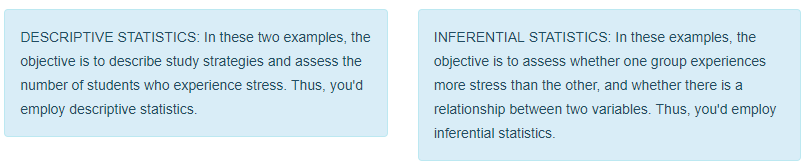 DESCRIPTIVE STATISTICS: In these two examples, the
objective is to describe study strategies and assess the
number of students who experience stress. Thus, you'd
employ descriptive statistics.
INFERENTIAL STATISTICS: In these examples, the
objective is to assess whether one group experiences
more stress than the other, and whether there is a
relationship between two variables. Thus, you'd employ
inferential statistics.